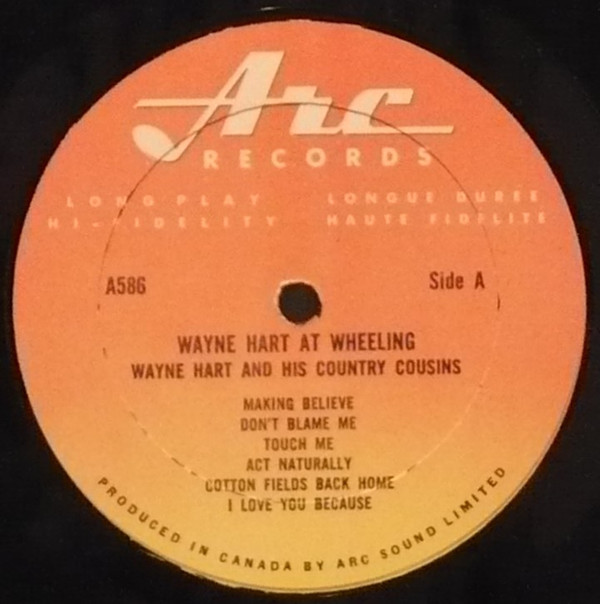 Arc
RECORDS
LONG PLAY LONGUE DUREE
HI-FIDELITY HAUTE FIDELITE
A586 Side A
WAYNE HART AT WHEELING
WAYNE HART AND HIS COUNTRY COUSINS
MAKING BELIEVE
DON'T BLAME ME
TOUCH ME
ACT NATURALLY
COTTON FIELDS BACK HOME
I LOVE YOU BECAUSE
PRODUCED IN CANADA BY ARC SOUND LIMITED